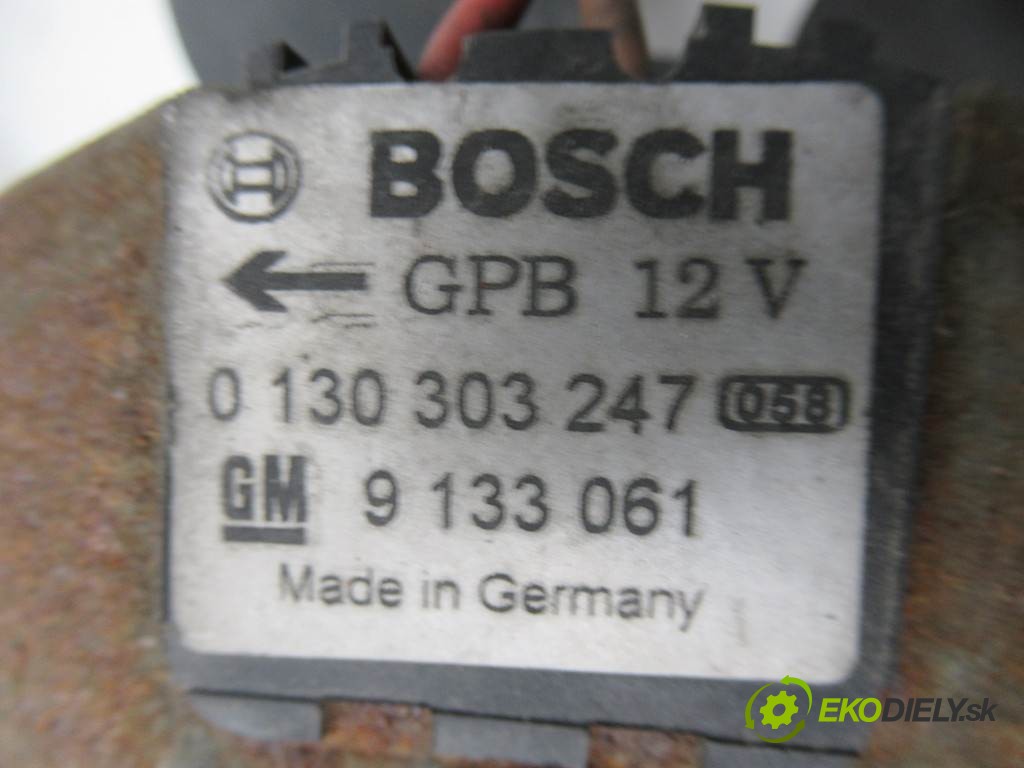 BOSCH
GPB 12 V
0 130 303 247 058
GM 9 133 061
Made in Germany
EKODIELY.sk